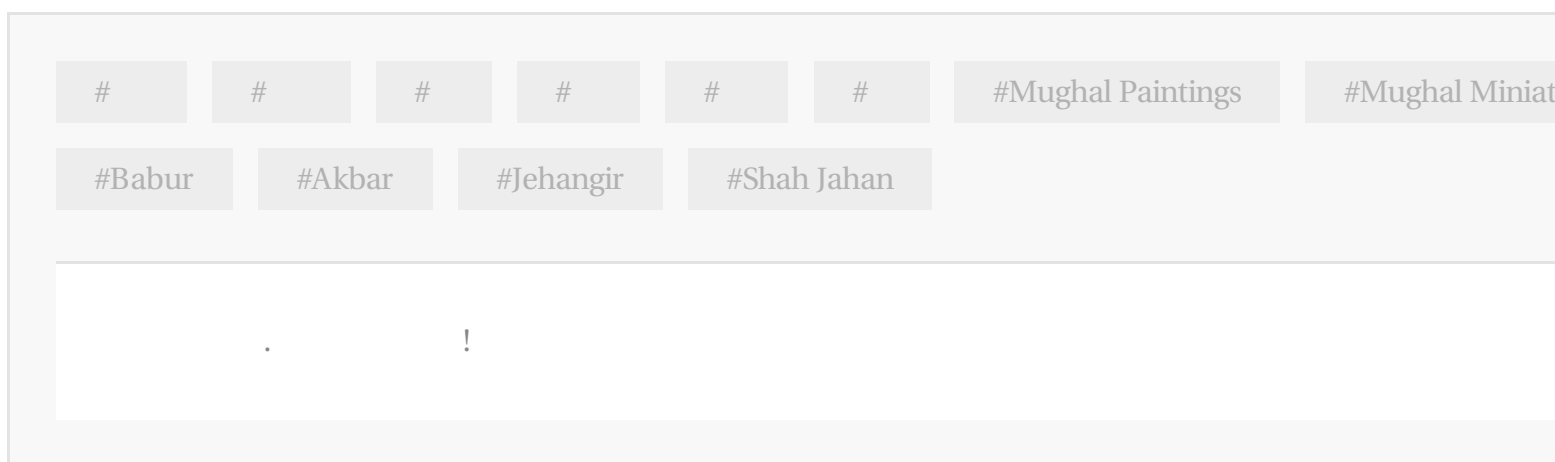 # # # # # # #Mughal Paintings #Mughal Miniat
#Babur #Akbar #Jehangir #Shah Jahan
. !